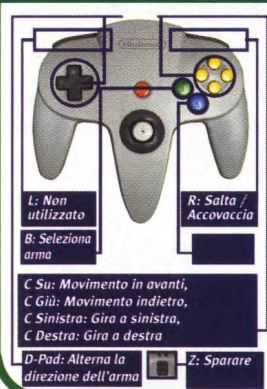 Nintendo
L: Non
utilizzato
R: Salta /
Accovaccia
B: Seleziona
arma
C Su: Movimento in avanti,
C Giù: Movimento indietro,
C Sinistra: Gira a sinistra,
C Destra: Gira a destra
D-Pad: Alterna la
direzione dell'arma
Z: Sparare